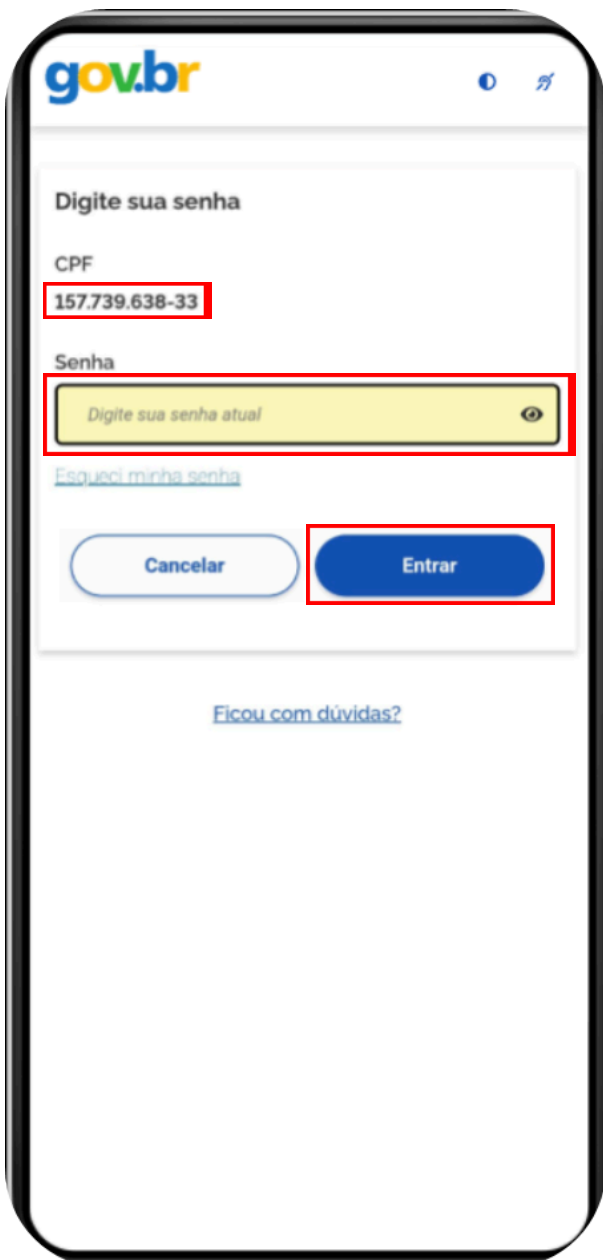 gov.br
Digite sua senha
CPF
157.739.638-33
Senha
Digite sua senha atual
Esqueci minha senha
Cancelar
Entrar
Ficou com dúvidas?